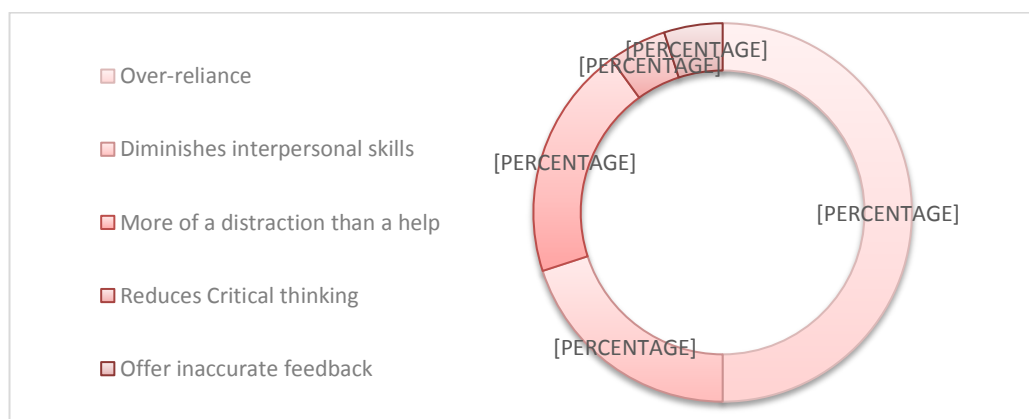 Over-reliance
Diminishes interpersonal skills
More of a distraction than a help
Reduces Critical thinking
Offer inaccurate feedback
[PERCENTAGE]
[PERCENTAGE]
[PERCENTAGE]
[PERCENTAGE]
[PERCENTAGE]